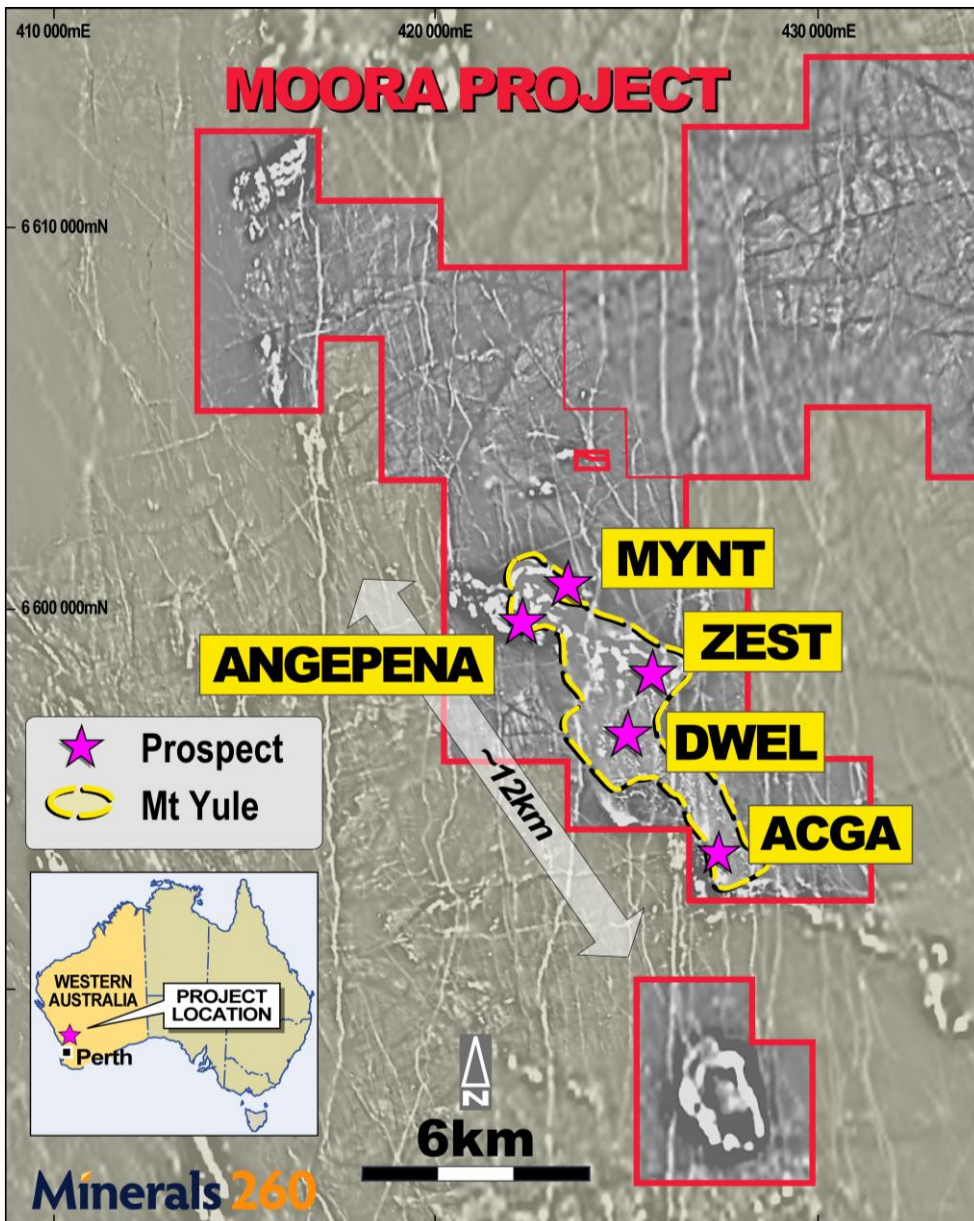 410 000mE
420 000mE
430 000mE
MOORA PROJECT
6 610 000mN
MYNT
6 600 000mN
ANGEPENA
ZEST
DWEL
Prospect
Mt Yule
~12km
ACGA
WESTERN
AUSTRALIA
PROJECT
LOCATION
Perth
N
6km
Minerals 260